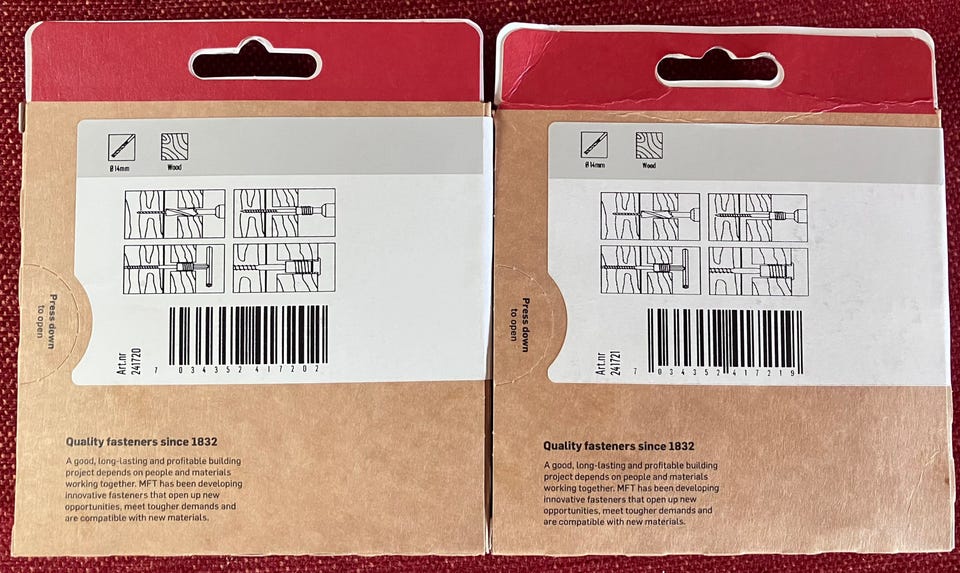 Ø14mm
Wood
Press down
to open
Art.nr
241720
7 034352 417202
Quality fasteners since 1832
A good, long-lasting and profitable building
project depends on people and materials
working together. MFT has been developing
innovative fasteners that open up new
opportunities, meet tougher demands and
are compatible with new materials.
Ø14mm
Wood
Press down
to open
Art.nr
241721
7 034352 417219
Quality fasteners since 1832
A good, long-lasting and profitable building
project depends on people and materials
working together. MFT has been developing
innovative fasteners that open up new
opportunities, meet tougher demands and
are compatible with new materials.